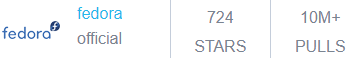 fedora
fedora
official
724
STARS
10M+
PULLS